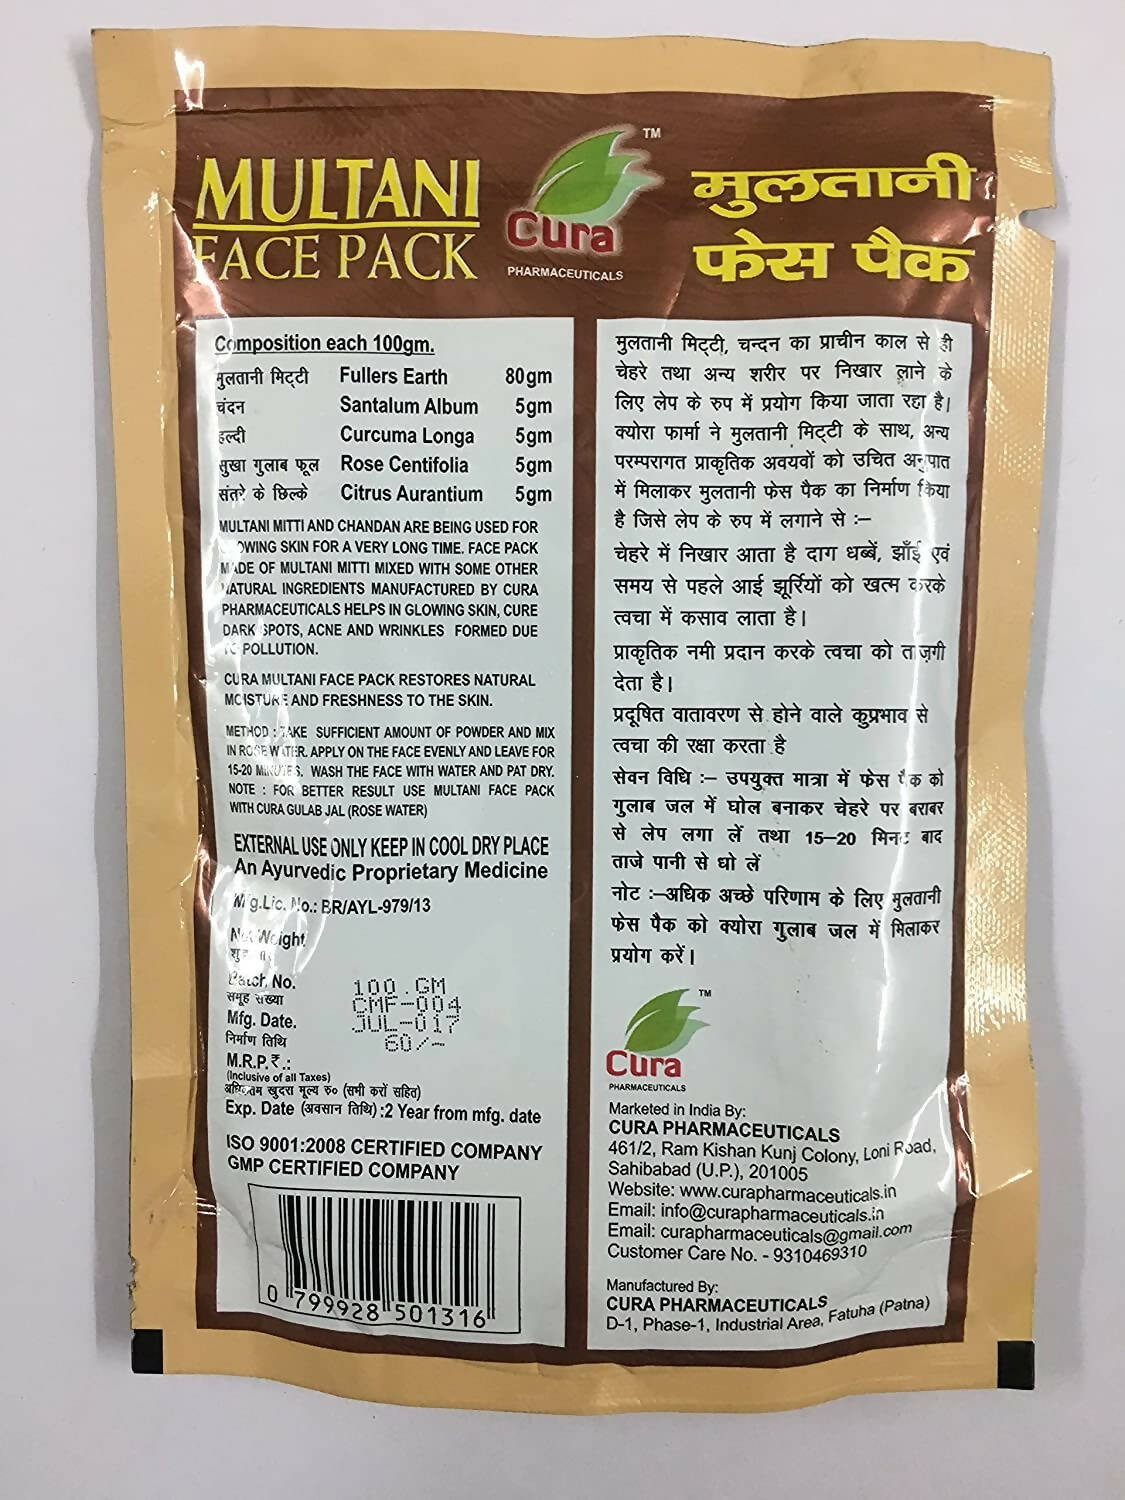 MULTANI
FACE PACK
Cura
TM
PHARMACEUTICALS
मुलतानी
फेस पैक
Composition each 100gm.
मुलतानी मिट्टी Fullers Earth 80gm
चंदन Santalum Album 5gm
हल्दी Curcuma Longa 5gm
सुखा गुलाब फूल Rose Centifolia 5gm
संतरे के छिल्के Citrus Aurantium 5gm
MULTANI MITTI AND CHANDAN ARE BEING USED FOR
GLOWING SKIN FOR A VERY LONG TIME. FACE PACK
MADE OF MULTANI MITTI MIXED WITH SOME OTHER
NATURAL INGREDIENTS MANUFACTURED BY CURA
PHARMACEUTICALS HELPS IN GLOWING SKIN, CURE
DARK SPOTS, ACNE AND WRINKLES FORMED DUE
TO POLLUTION.
CURA MULTANI FACE PACK RESTORES NATURAL
MOISTURE AND FRESHNESS TO THE SKIN.
METHOD : TAKE SUFFICIENT AMOUNT OF POWDER AND MIX
IN ROSE WATER. APPLY ON THE FACE EVENLY AND LEAVE FOR
15-20 MINUTES. WASH THE FACE WITH WATER AND PAT DRY.
NOTE : FOR BETTER RESULT USE MULTANI FACE PACK
WITH CURA GULAB JAL (ROSE WATER)
EXTERNAL USE ONLY KEEP IN COOL DRY PLACE
An Ayurvedic Proprietary Medicine
Mfg.Lic. No.: BR/AYL-979/13
Net Weight
100.GM
Batch No.
समूह संख्या
CMF-004
Mfg. Date.
निर्माण तिथि
JUL-017
M.R.P.₹.:
60/-
(Inclusive of all Taxes)
अधिकतम खुदरा मूल्य रु० (सभी करों सहित)
Exp. Date (अवसान तिथि) :2 Year from mfg. date
ISO 9001:2008 CERTIFIED COMPANY
GMP CERTIFIED COMPANY
0 799928 501316
मुलतानी मिट्टी, चन्दन का प्राचीन काल से ही
चेहरे तथा अन्य शरीर पर निखार लाने के
लिए लेप के रुप में प्रयोग किया जाता रहा है।
क्योरा फार्मा ने मुलतानी मिट्टी के साथ, अन्य
परम्परागत प्राकृतिक अवयवों को उचित अनुपात
में मिलाकर मुलतानी फेस पैक का निर्माण किया
है जिसे लेप के रुप में लगाने से :–
चेहरे में निखार आता है दाग धब्बें, झाँई एवं
समय से पहले आई झूर्रियों को खत्म करके
त्वचा में कसाव लाता है।
प्राकृतिक नमी प्रदान करके त्वचा को ताज़गी
देता है।
प्रदूषित वातावरण से होने वाले कुप्रभाव से
त्वचा की रक्षा करता है
सेवन विधि :– उपयुक्त मात्रा में फेस पैक को
गुलाब जल में घोल बनाकर चेहरे पर बराबर
से लेप लगा लें तथा 15–20 मिनट बाद
ताजे पानी से धो लें
नोट :–अधिक अच्छे परिणाम के लिए मुलतानी
फेस पैक को क्योरा गुलाब जल में मिलाकर
प्रयोग करें।
Cura
TM
PHARMACEUTICALS
Marketed in India By:
CURA PHARMACEUTICALS
461/2, Ram Kishan Kunj Colony, Loni Road,
Sahibabad (U.P.), 201005
Website: www.curapharmaceuticals.in
Email: info@curapharmaceuticals.in
Email: curapharmaceuticals@gmail.com
Customer Care No. - 9310469310
Manufactured By:
CURA PHARMACEUTICALS
D-1, Phase-1, Industrial Area, Fatuha (Patna)